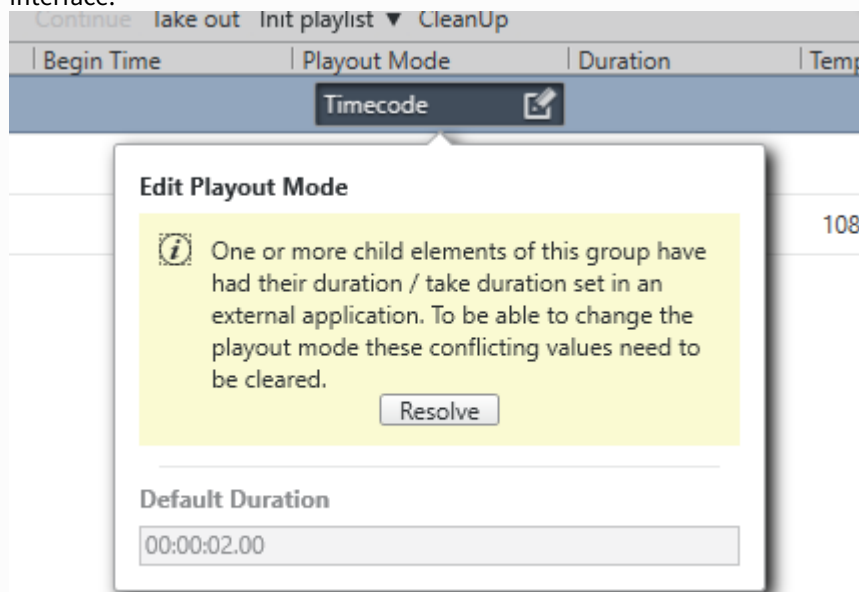 interface.
Continue Take out Init playlist ▼ CleanUp
Begin Time Playout Mode Duration Temp
Timecode
Edit Playout Mode
One or more child elements of this group have
had their duration / take duration set in an
external application. To be able to change the
playout mode these conflicting values need to
be cleared.
Resolve
108
Default Duration
00:00:02.00